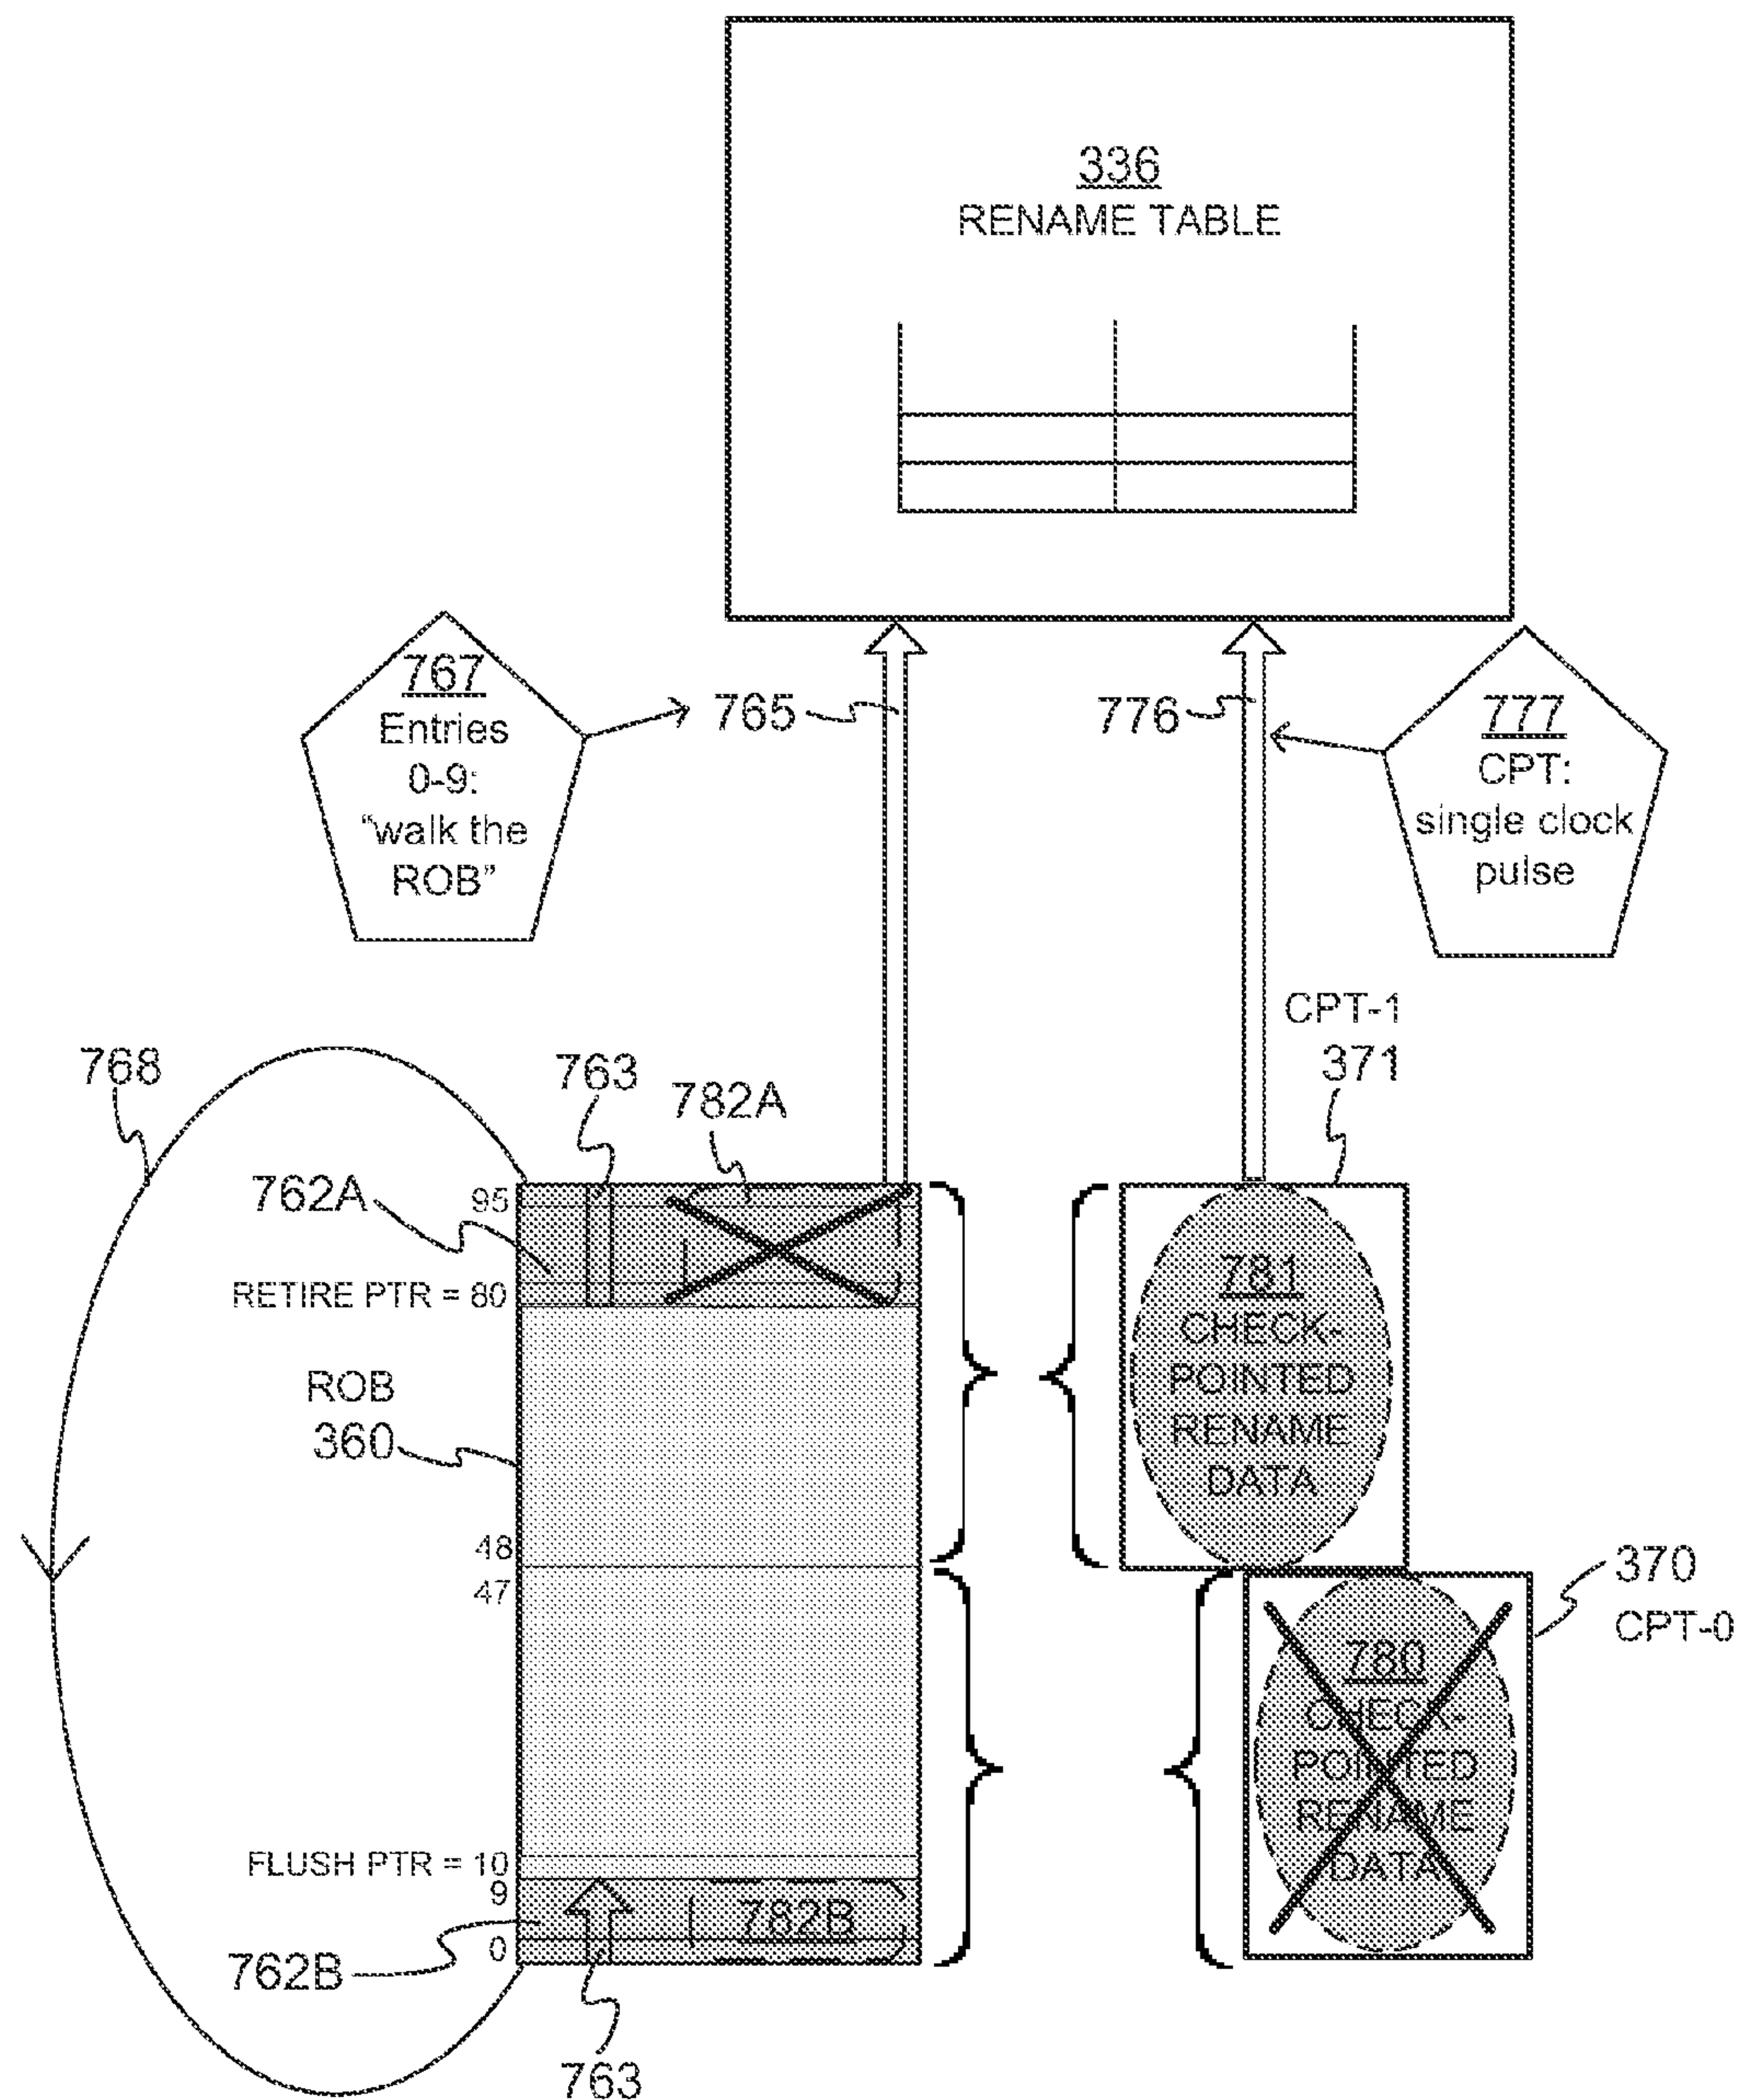 336
RENAME TABLE
767
Entries
0-9:
“walk the
ROB”
765
776
777
CPT:
single clock
pulse
CPT-1
371
768
763
782A
762A
95
RETIRE PTR = 80
781
CHECK-
POINTED
RENAME
DATA
ROB
360
48
47
370
CPT-0
780
CHECK-
POINTED
RENAME
DATA
FLUSH PTR = 10
9
782B
0
762B
763